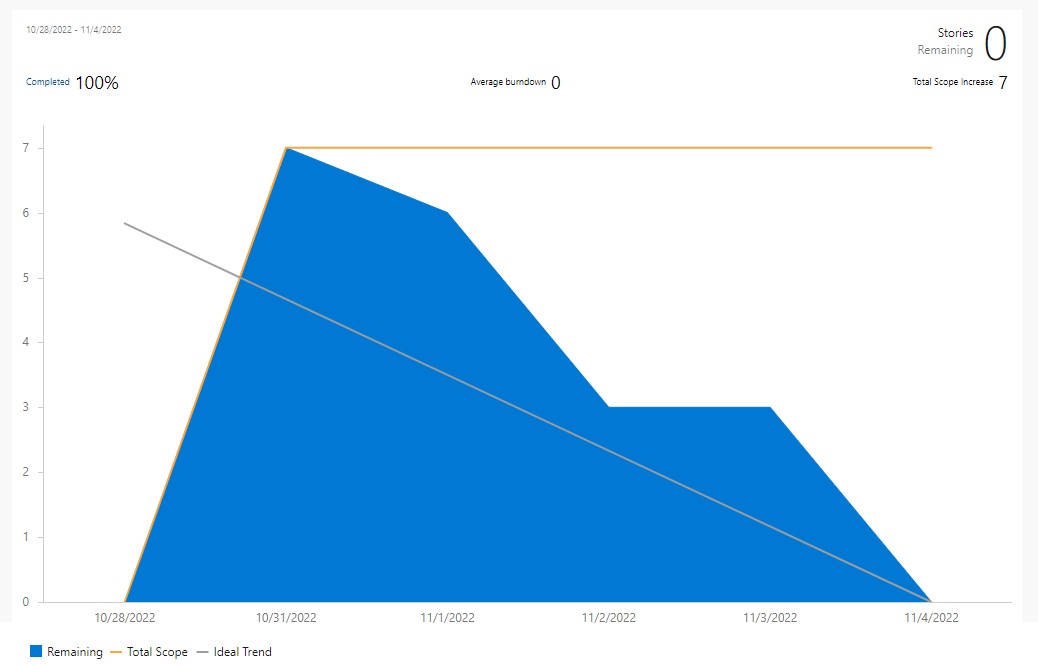 10/28/2022 - 11/4/2022
Stories
Remaining
0
Completed 100%
Average burndown 0
Total Scope Increase 7
7
6
5
4
3
2
1
0
10/28/2022 10/31/2022 11/1/2022 11/2/2022 11/3/2022 11/4/2022
Remaining Total Scope Ideal Trend